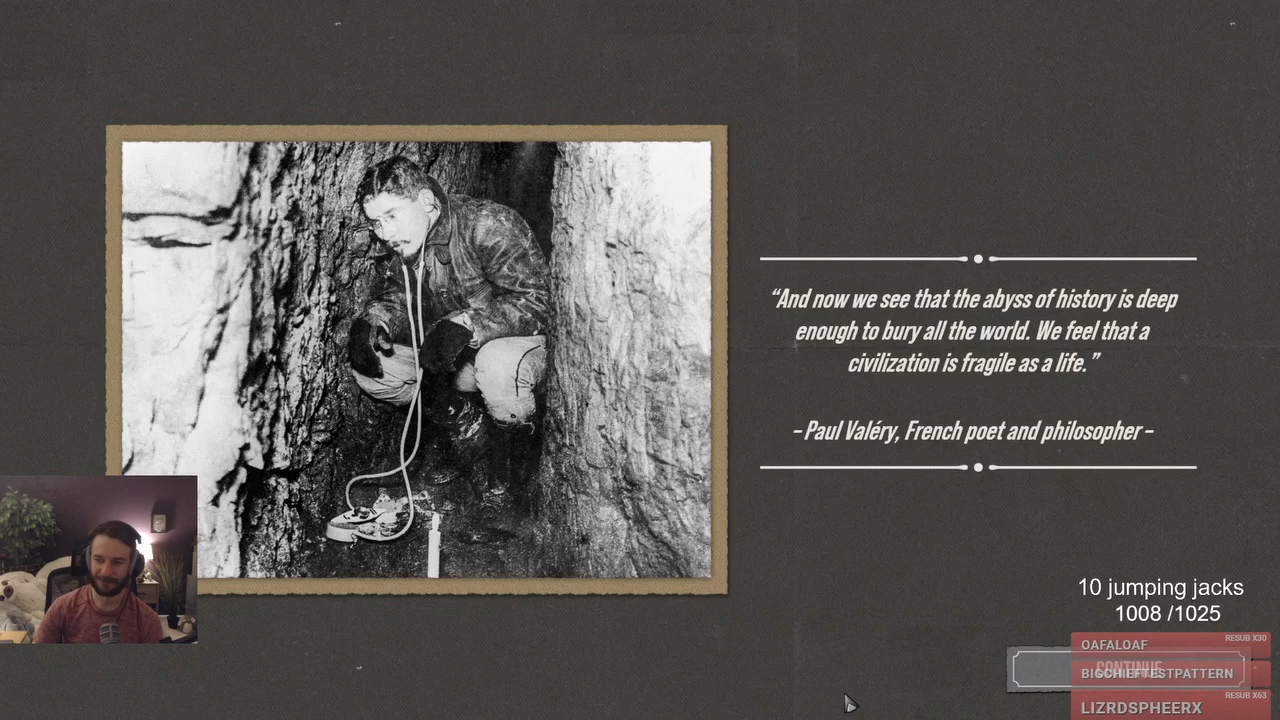 “And now we see that the abyss of history is deep
enough to bury all the world. We feel that a
civilization is fragile as a life.”
– Paul Valéry, French poet and philosopher –
10 jumping jacks
1008 /1025
OAFALOAF
RESUB X30
CONTINUE
BIGCHIEFTESTPATTERN
RESUB X63
LIZRDSPHEERX